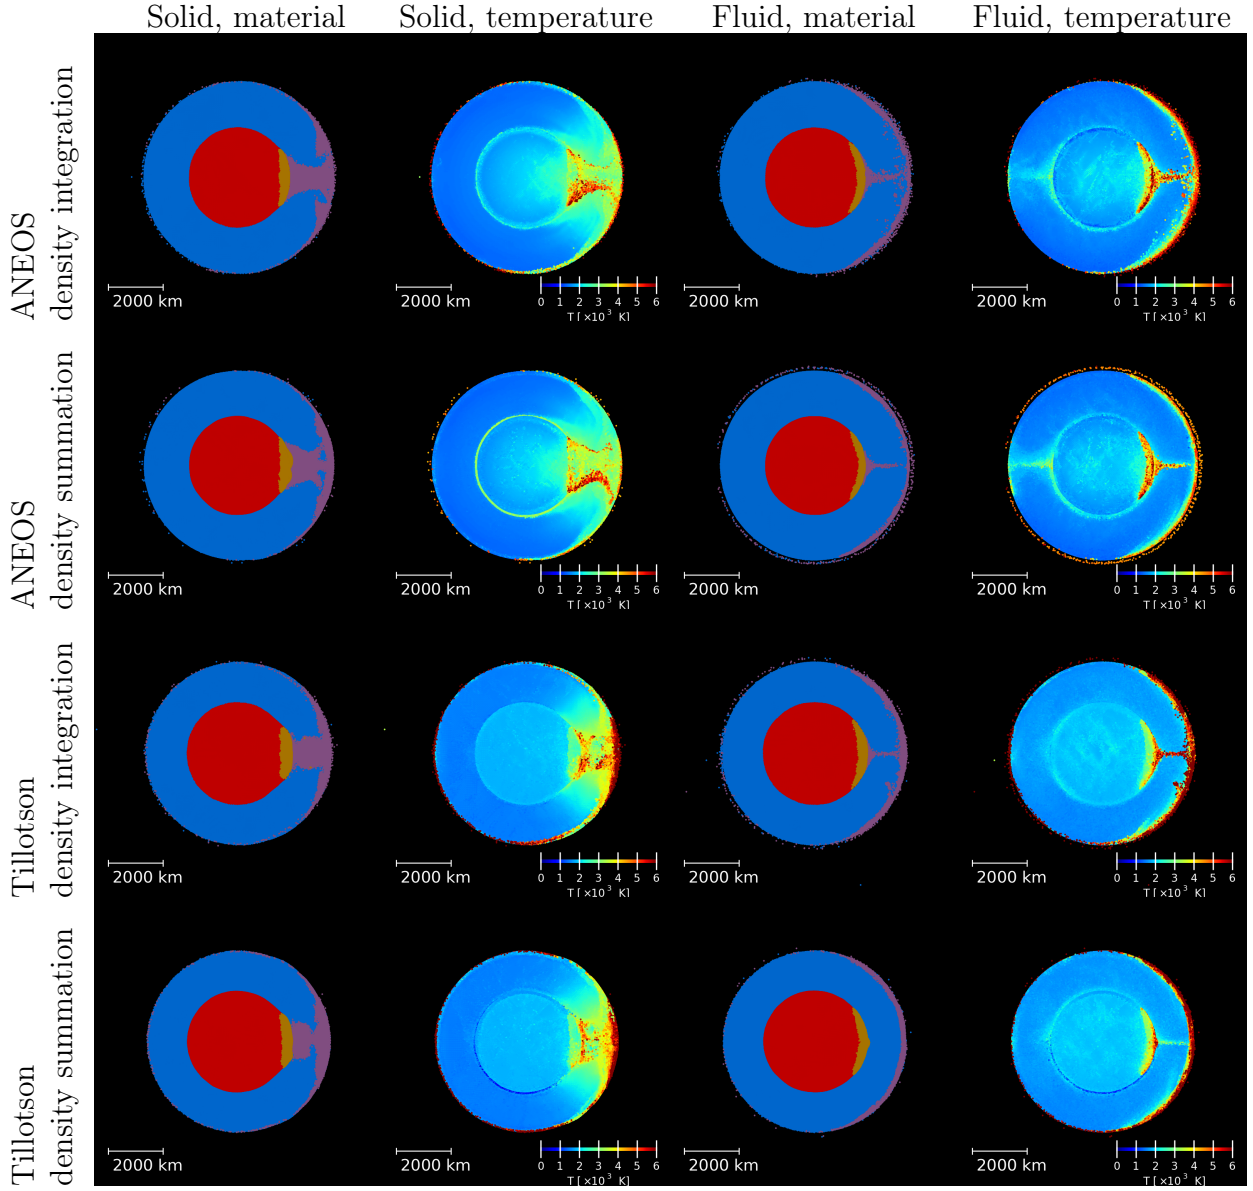 Solid, material
Solid, temperature
Fluid, material
Fluid, temperature
ANEOS
density integration
2000 km
2000 km
0 1 2 3 4 5 6
T [×10³ K]
2000 km
2000 km
0 1 2 3 4 5 6
T [×10³ K]
ANEOS
density summation
2000 km
2000 km
0 1 2 3 4 5 6
T [×10³ K]
2000 km
2000 km
0 1 2 3 4 5 6
T [×10³ K]
Tillotson
density integration
2000 km
2000 km
0 1 2 3 4 5 6
T [×10³ K]
2000 km
2000 km
0 1 2 3 4 5 6
T [×10³ K]
Tillotson
density summation
2000 km
2000 km
0 1 2 3 4 5 6
T [×10³ K]
2000 km
2000 km
0 1 2 3 4 5 6
T [×10³ K]